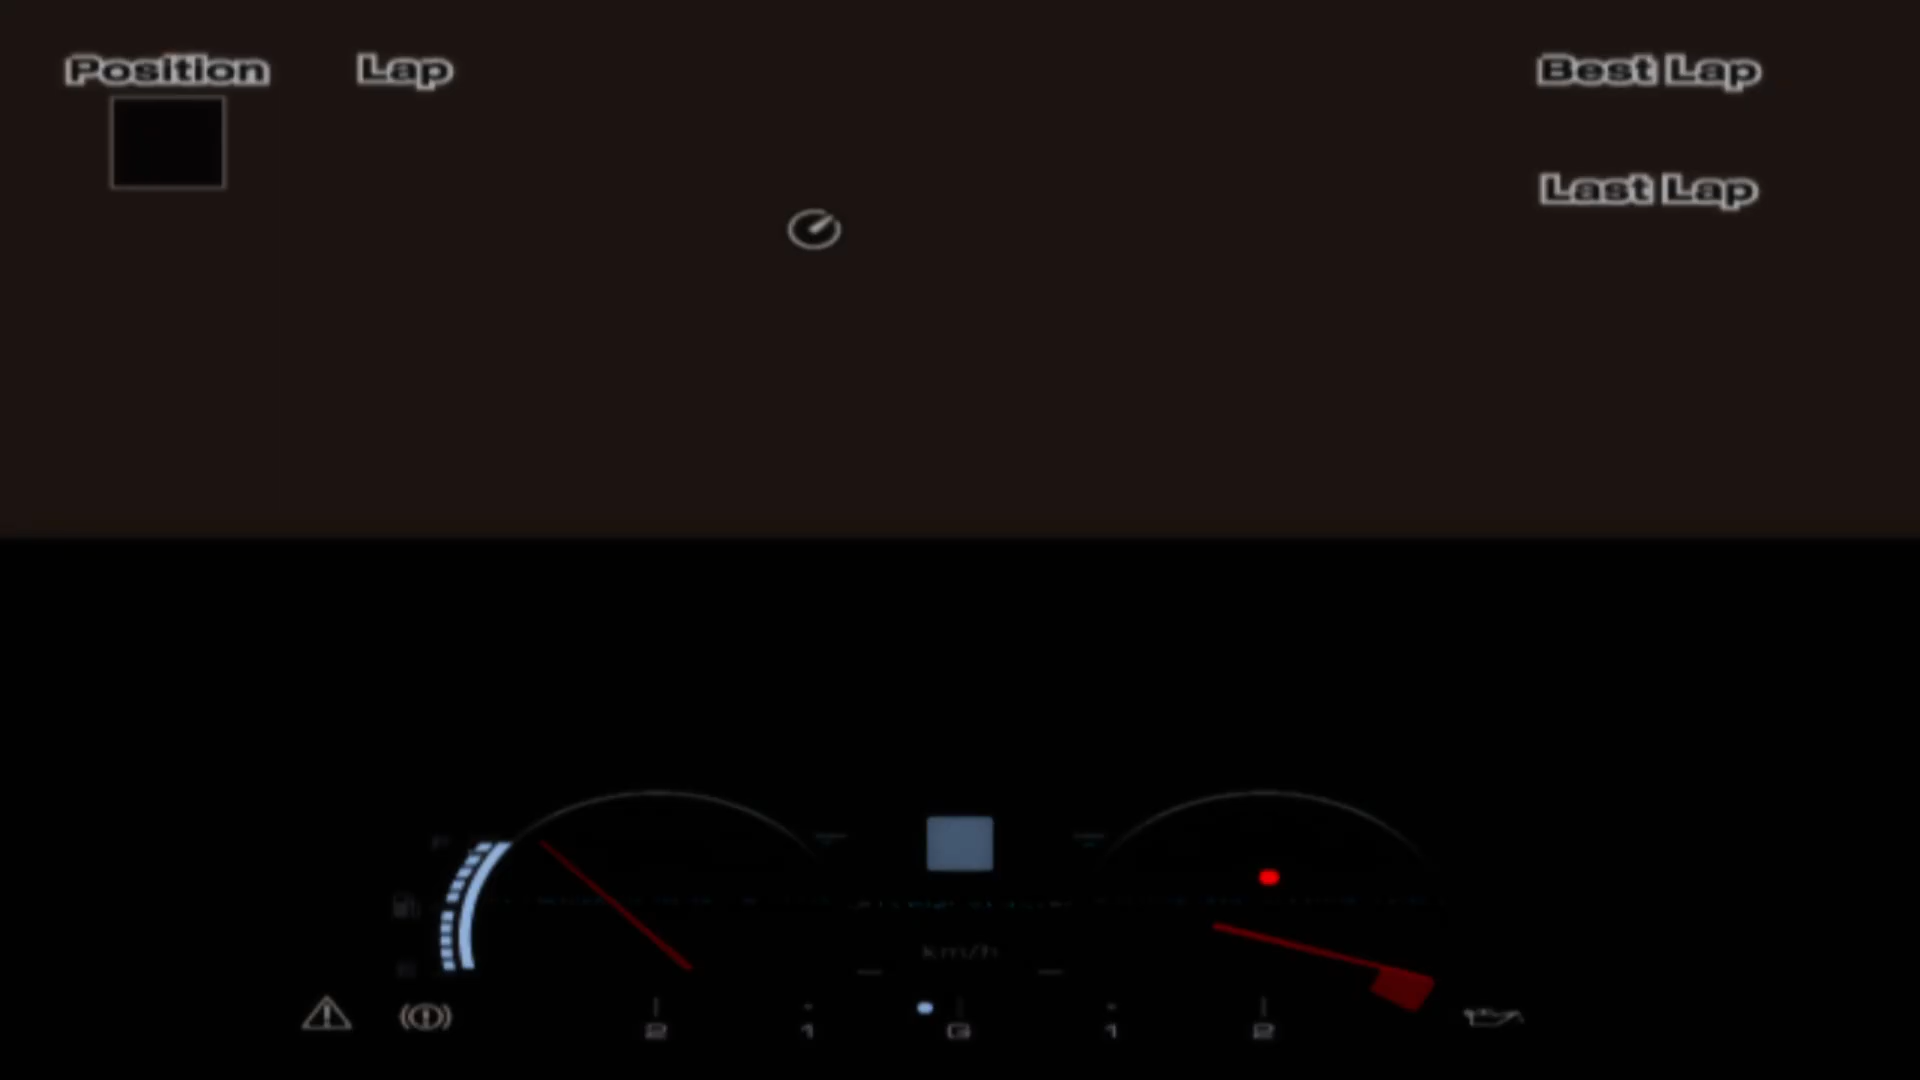 Position Lap Best Lap
Last Lap
km/h
2 1 G 1 2